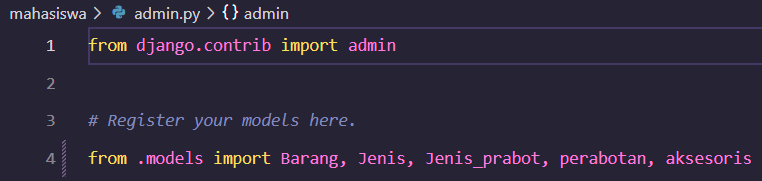 mahasiswa > admin.py > {} admin
1 from django.contrib import admin
2
3 # Register your models here.
4 from .models import Barang, Jenis, Jenis_prabot, perabotan, aksesoris